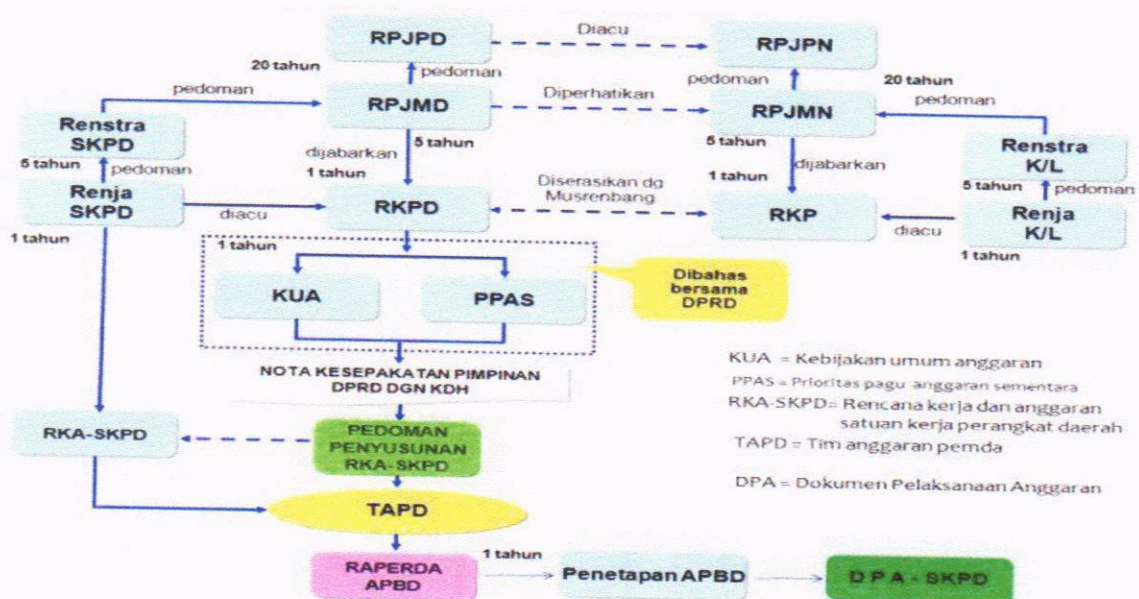 RPJPD
Diacu
RPJPN
20 tahun
pedoman
pedoman
20 tahun
pedoman
RPJMD
Diperhatikan
RPJMN
pedoman
Renstra
SKPD
5 tahun
5 tahun
Renstra
K/L
5 tahun
pedoman
dijabarkan
dijabarkan
1 tahun
1 tahun
5 tahun
pedoman
Renja
SKPD
diacu
RKPD
Diserasikan dg
Musrenbang
RKP
diacu
Renja
K/L
1 tahun
1 tahun
1 tahun
KUA
PPAS
Dibahas
bersama
DPRD
NOTA KESEPAKATAN PIMPINAN
DPRD DGN KDH
KUA = Kebijakan umum anggaran
PPAS = Prioritas pagu anggaran sementara
RKA-SKPD= Rencana kerja dan anggaran
satuan kerja perangkat daerah
TAPD = Tim anggaran pemda
DPA = Dokumen Pelaksanaan Anggaran
RKA-SKPD
PEDOMAN
PENYUSUNAN
RKA-SKPD
TAPD
RAPERDA
APBD
1 tahun
Penetapan APBD
D P A - SKPD